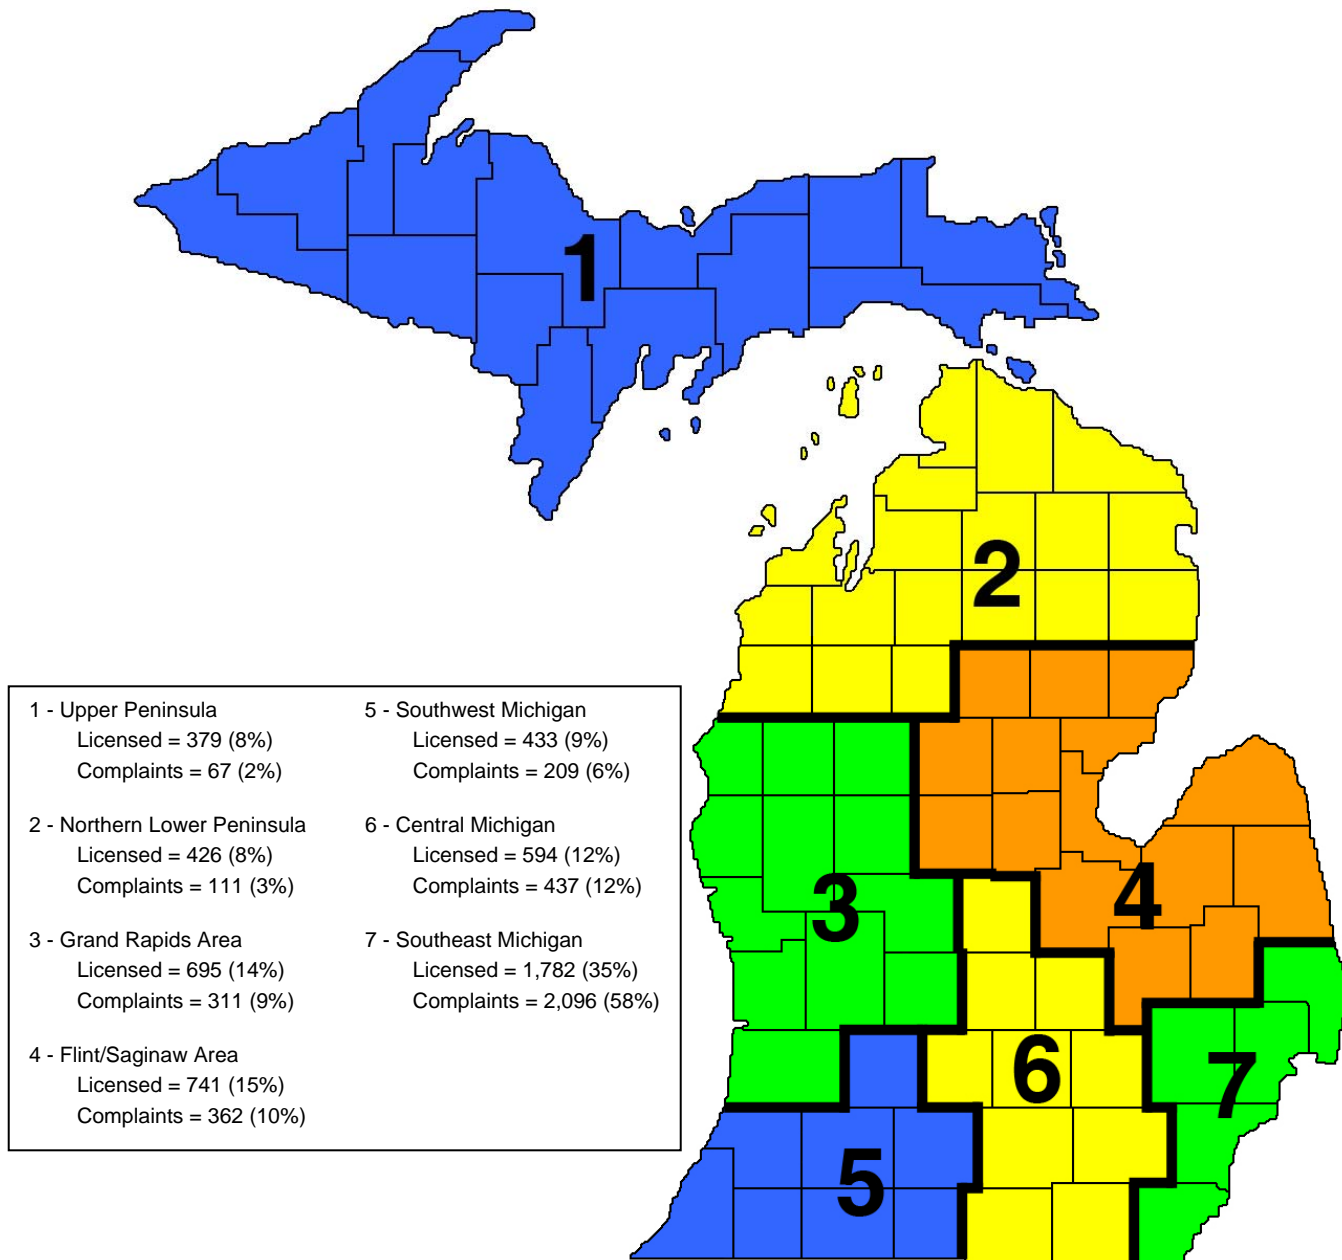 1
2
3
4
5
6
7
1 - Upper Peninsula
Licensed = 379 (8%)
Complaints = 67 (2%)
2 - Northern Lower Peninsula
Licensed = 426 (8%)
Complaints = 111 (3%)
3 - Grand Rapids Area
Licensed = 695 (14%)
Complaints = 311 (9%)
4 - Flint/Saginaw Area
Licensed = 741 (15%)
Complaints = 362 (10%)
5 - Southwest Michigan
Licensed = 433 (9%)
Complaints = 209 (6%)
6 - Central Michigan
Licensed = 594 (12%)
Complaints = 437 (12%)
7 - Southeast Michigan
Licensed = 1,782 (35%)
Complaints = 2,096 (58%)